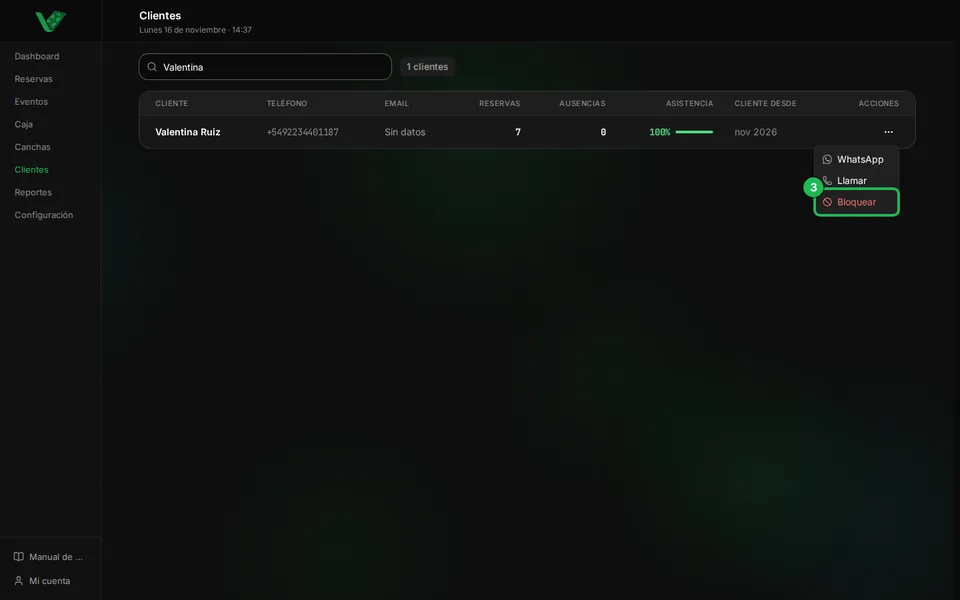 Clientes
Lunes 16 de noviembre · 14:37
Dashboard
Reservas
Eventos
Caja
Canchas
Clientes
Reportes
Configuración
Manual de ...
Mi cuenta
Valentina
1 clientes
CLIENTE TELÉFONO EMAIL RESERVAS AUSENCIAS ASISTENCIA CLIENTE DESDE ACCIONES
Valentina Ruiz +5492234401187 Sin datos 7 0 100% nov 2026 ...
WhatsApp
Llamar
3
Bloquear